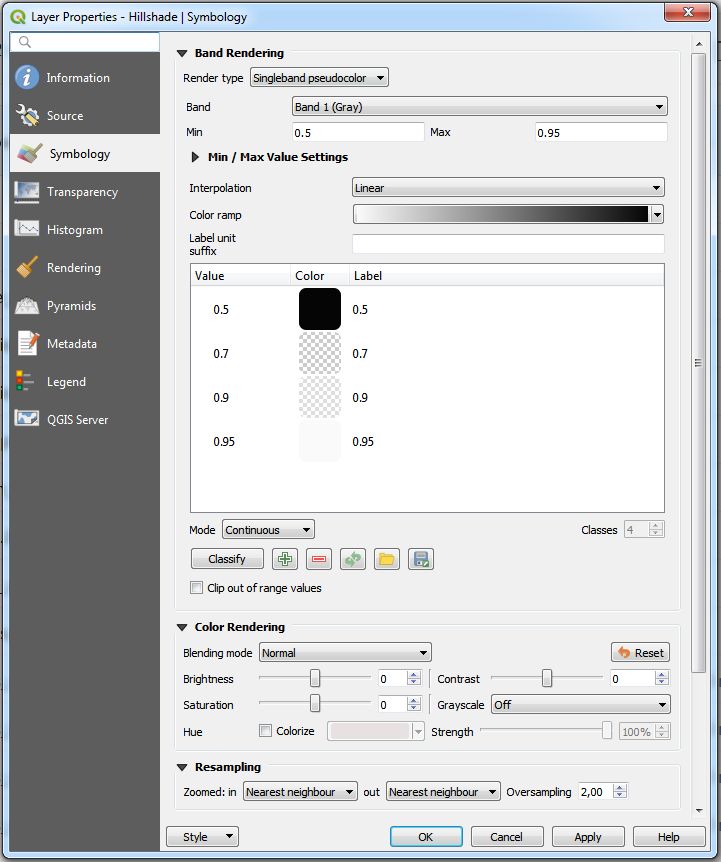 Layer Properties - Hillshade | Symbology
Information
Source
Symbology
Transparency
Histogram
Rendering
Pyramids
Metadata
Legend
QGIS Server
Band Rendering
Render type Singleband pseudocolor
Band Band 1 (Gray)
Min 0.5 Max 0.95
Min / Max Value Settings
Interpolation Linear
Color ramp
Label unit
suffix
Value Color Label
0.5 0.5
0.7 0.7
0.9 0.9
0.95 0.95
Mode Continuous Classes 4
Classify
Clip out of range values
Color Rendering
Blending mode Normal Reset
Brightness 0 Contrast 0
Saturation 0 Grayscale Off
Hue Colorize Strength 100%
Resampling
Zoomed: in Nearest neighbour out Nearest neighbour Oversampling 2,00
Style OK Cancel Apply Help